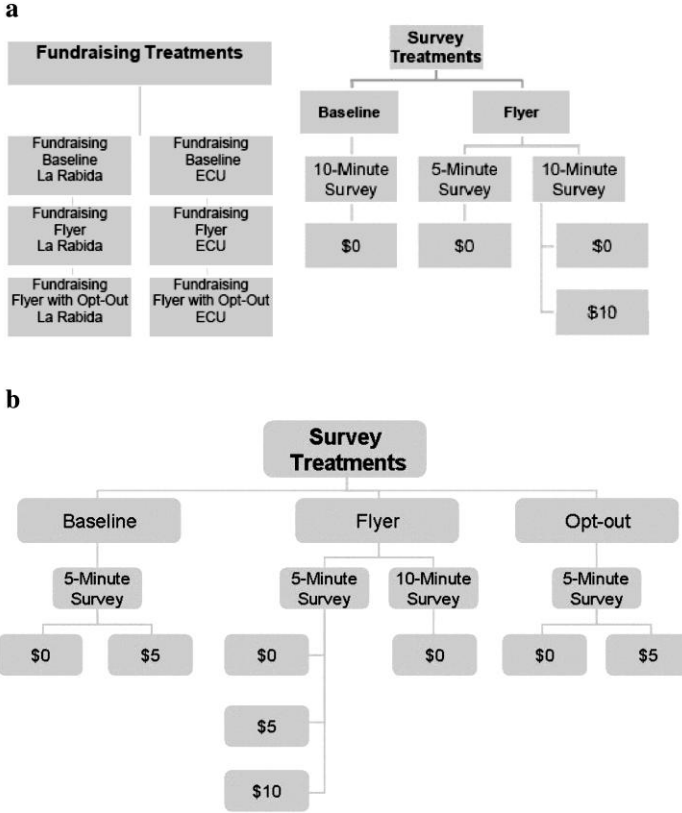 a
Fundraising Treatments
Fundraising
Baseline
La Rabida
Fundraising
Baseline
ECU
Fundraising
Flyer
La Rabida
Fundraising
Flyer
ECU
Fundraising
Flyer with Opt-Out
La Rabida
Fundraising
Flyer with Opt-Out
ECU
Survey
Treatments
Baseline
Flyer
10-Minute
Survey
5-Minute
Survey
10-Minute
Survey
$0
$0
$0
$10
b
Survey
Treatments
Baseline
Flyer
Opt-out
5-Minute
Survey
5-Minute
Survey
10-Minute
Survey
5-Minute
Survey
$0
$5
$0
$0
$0
$5
$5
$10